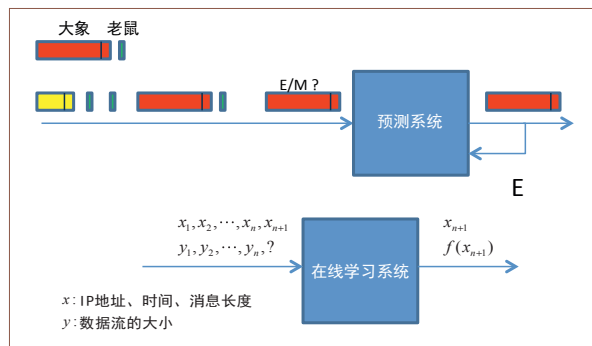 大象 老鼠
E/M ?
预测系统
E
x₁, x₂, ⋯, xₙ, xₙ₊₁
y₁, y₂, ⋯, yₙ, ?
在线学习系统
xₙ₊₁
f(xₙ₊₁)
x: IP地址、时间、消息长度
y: 数据流的大小